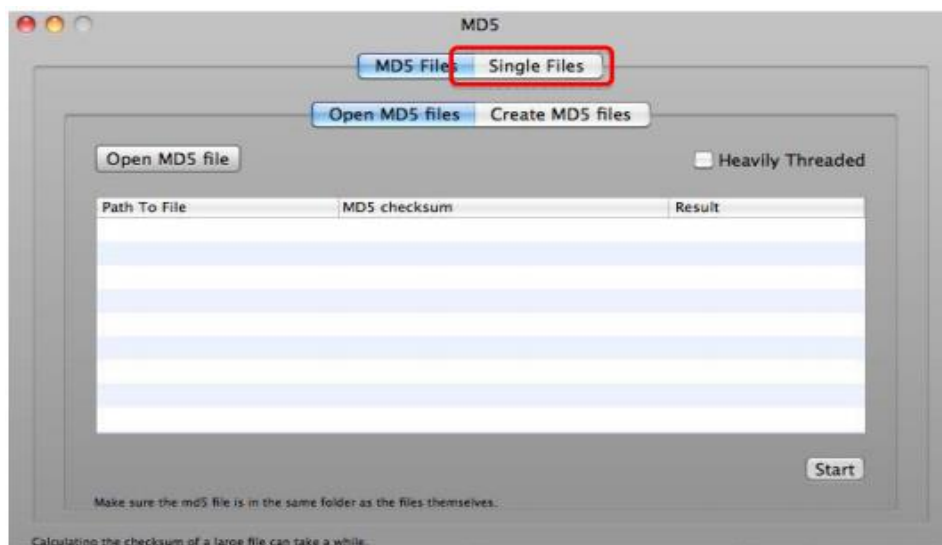 MD5
MD5 Files Single Files
Open MD5 files Create MD5 files
Open MD5 file Heavily Threaded
Path To File MD5 checksum Result
Start
Make sure the md5 file is in the same folder as the files themselves.
Calculating the checksum of a large file can take a while.